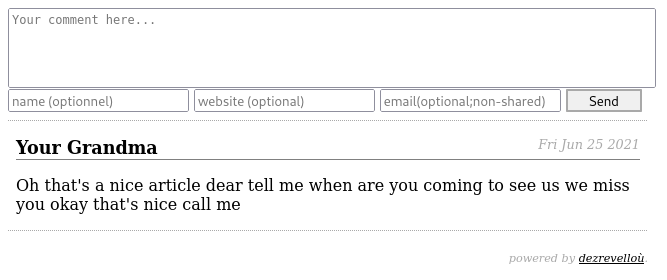 Your comment here...
name (optionnel) website (optional) email(optional;non-shared) Send
Your Grandma Fri Jun 25 2021
Oh that's a nice article dear tell me when are you coming to see us we miss
you okay that's nice call me
powered by dezrevelloù.